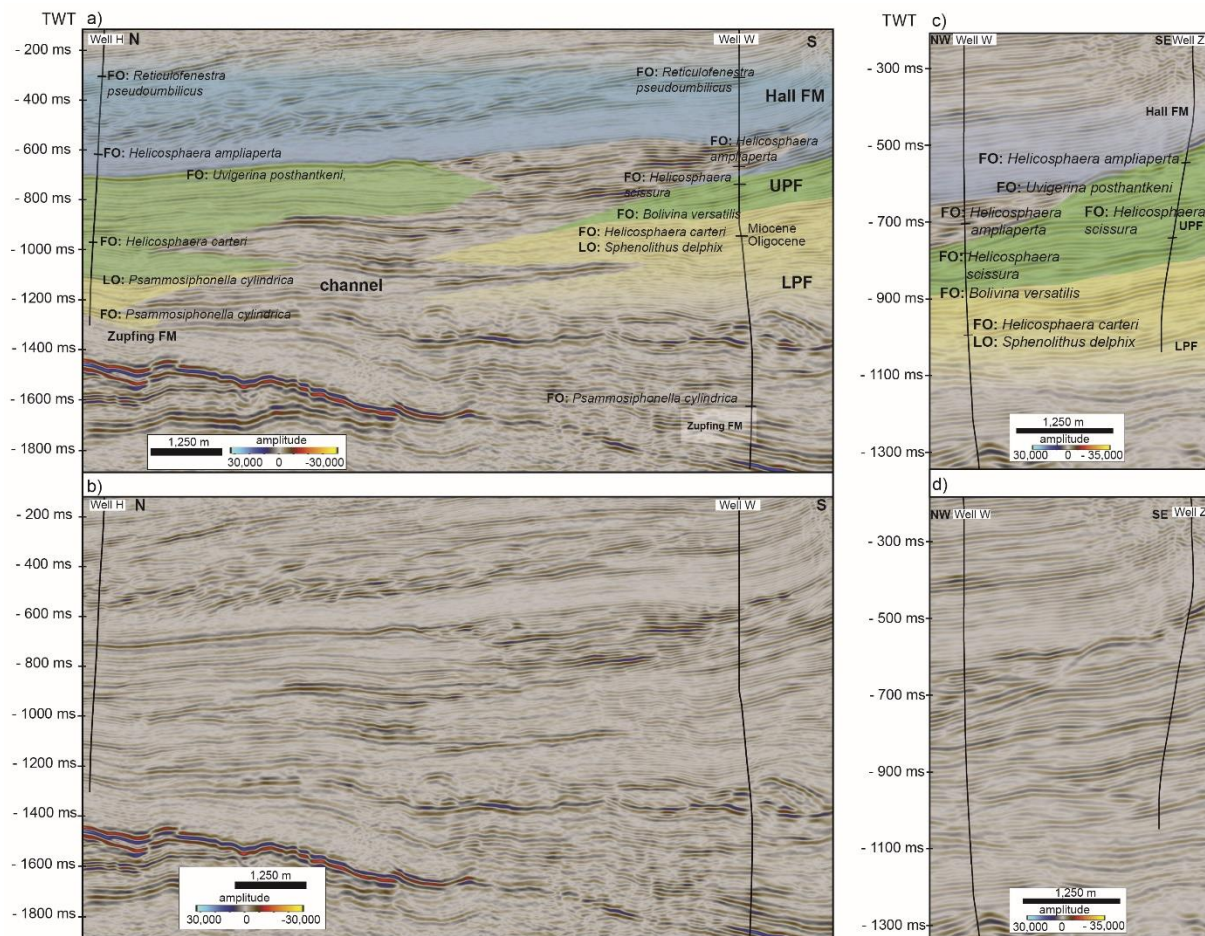 TWT
a)
Well H
N
Well W
S
- 200 ms
- 400 ms
- 600 ms
- 800 ms
- 1000 ms
- 1200 ms
- 1400 ms
- 1600 ms
- 1800 ms
FO: Reticulofenestra
pseudoumbilicus
FO: Reticulofenestra
pseudoumbilicus
Hall FM
FO: Helicosphaera ampliaperta
FO: Helicosphaera
ampliaperta
FO: Uvigerina posthantkeni,
FO: Helicosphaera
scissura
UPF
FO: Bolivina versatilis
FO: Helicosphaera carteri
FO: Helicosphaera carteri
LO: Sphenolithus delphix
Miocene
Oligocene
LO: Psammosiphonella cylindrica
channel
LPF
FO: Psammosiphonella cylindrica
Zupfing FM
FO: Psammosiphonella cylindrica
Zupfing FM
1,250 m
amplitude
30,000 0 -30,000
b)
Well H
N
Well W
S
- 200 ms
- 400 ms
- 600 ms
- 800 ms
- 1000 ms
- 1200 ms
- 1400 ms
- 1600 ms
- 1800 ms
1,250 m
amplitude
30,000 0 -30,000
TWT
c)
NW
Well W
SE
Well Z
- 300 ms
- 500 ms
- 700 ms
- 900 ms
- 1100 ms
- 1300 ms
Hall FM
FO: Helicosphaera ampliaperta
FO: Uvigerina posthantkeni
FO: Helicosphaera
ampliaperta
FO: Helicosphaera
scissura
UPF
FO: Helicosphaera
scissura
FO: Bolivina versatilis
FO: Helicosphaera carteri
LO: Sphenolithus delphix
LPF
1,250 m
amplitude
30,000 0 - 35,000
d)
NW
Well W
SE
Well Z
- 300 ms
- 500 ms
- 700 ms
- 900 ms
- 1100 ms
- 1300 ms
1,250 m
amplitude
30,000 0 -35,000